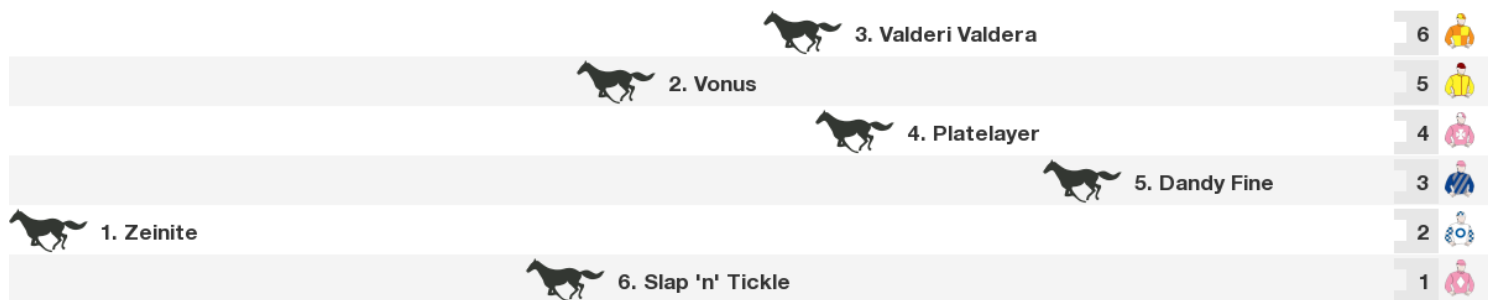 3. Valderi Valdera 6
2. Vonus 5
4. Platelayer 4
5. Dandy Fine 3
1. Zeinite 2
6. Slap 'n' Tickle 1